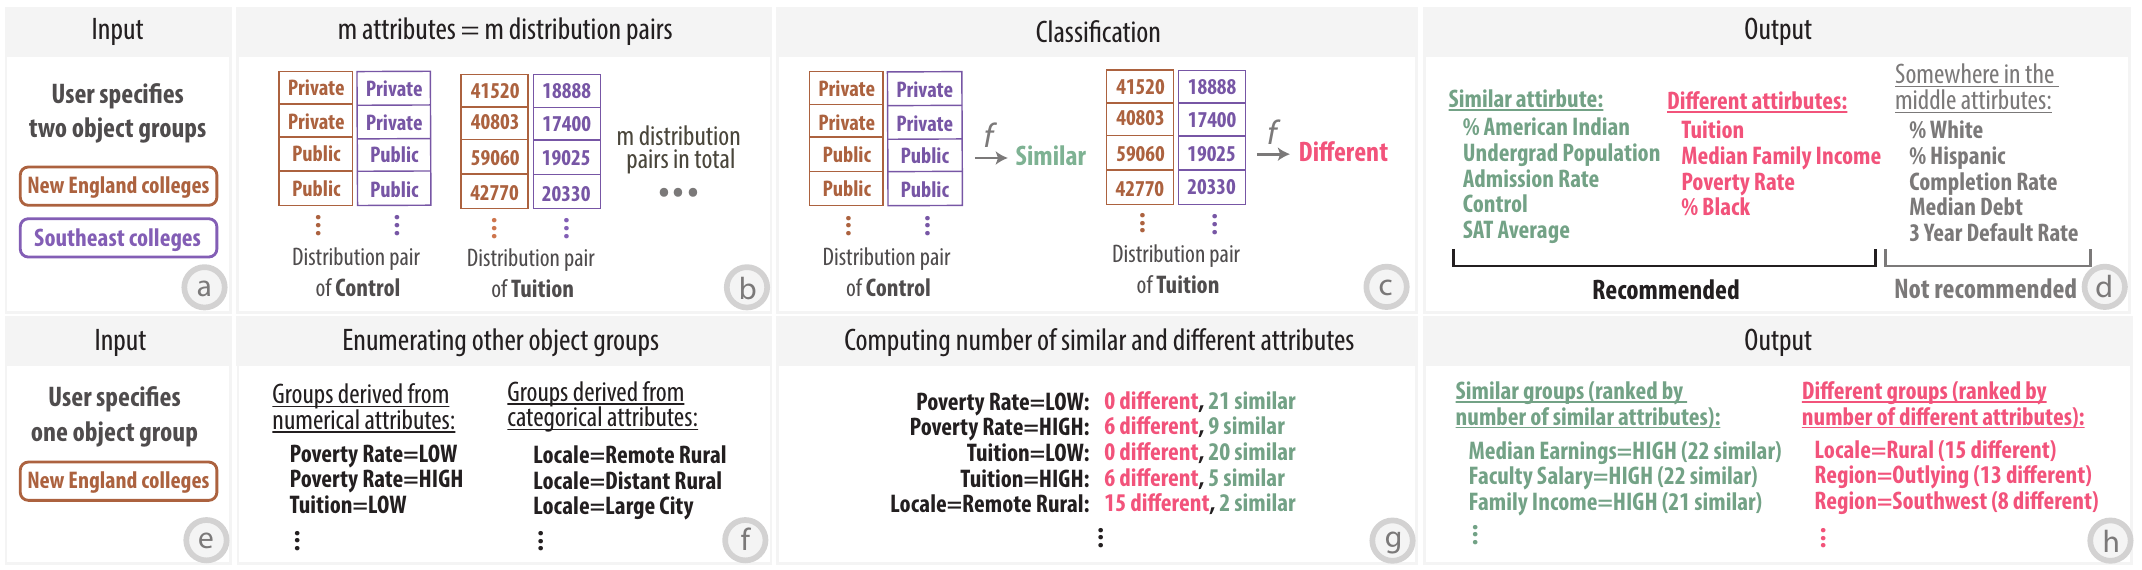 Input
User specifies
two object groups
New England colleges
Southeast colleges
a
m attributes = m distribution pairs
Private Private
Private Private
Public Public
Public Public
Distribution pair
of Control
41520 18888
40803 17400
59060 19025
42770 20330
Distribution pair
of Tuition
m distribution
pairs in total
b
Classification
Private Private
Private Private
Public Public
Public Public
Distribution pair
of Control
f
Similar
41520 18888
40803 17400
59060 19025
42770 20330
Distribution pair
of Tuition
f
Different
c
Output
Similar attribute:
% American Indian
Undergrad Population
Admission Rate
Control
SAT Average
Different attirbutes:
Tuition
Median Family Income
Poverty Rate
% Black
Recommended
Somewhere in the
middle attributes:
% White
% Hispanic
Completion Rate
Median Debt
3 Year Default Rate
Not recommended
d
Input
User specifies
one object group
New England colleges
e
Enumerating other object groups
Groups derived from
numerical attributes:
Poverty Rate=LOW
Poverty Rate=HIGH
Tuition=LOW
Groups derived from
categorical attributes:
Locale=Remote Rural
Locale=Distant Rural
Locale=Large City
f
Computing number of similar and different attributes
Poverty Rate=LOW: 0 different, 21 similar
Poverty Rate=HIGH: 6 different, 9 similar
Tuition=LOW: 0 different, 20 similar
Tuition=HIGH: 6 different, 5 similar
Locale=Remote Rural: 15 different, 2 similar
g
Output
Similar groups (ranked by
number of similar attributes):
Median Earnings=HIGH (22 similar)
Faculty Salary=HIGH (22 similar)
Family Income=HIGH (21 similar)
Different groups (ranked by
number of different attributes):
Locale=Rural (15 different)
Region=Outlying (13 different)
Region=Southwest (8 different)
h